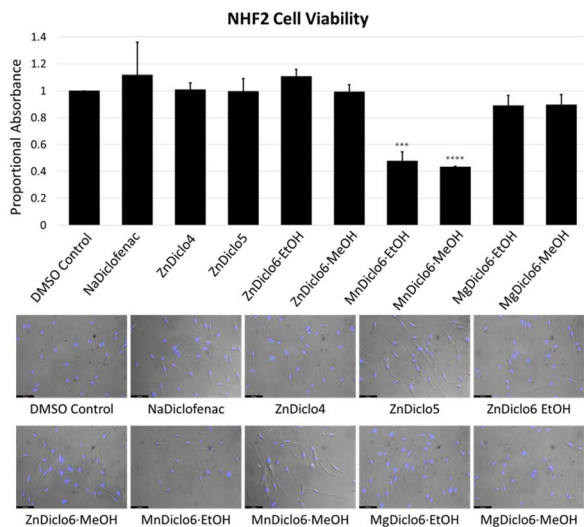 NHF2 Cell Viability
Proportional Absorbance
1.4
1.2
1
0.8
0.6
0.4
0.2
0
***
****
DMSO Control
NaDiclofenac
ZnDiclo4
ZnDiclo5
ZnDiclo6·EtOH
ZnDiclo6·MeOH
MnDiclo6·EtOH
MnDiclo6·MeOH
MgDiclo6·EtOH
MgDiclo6·MeOH
DMSO Control NaDiclofenac ZnDiclo4 ZnDiclo5 ZnDiclo6 EtOH
ZnDiclo6·MeOH MnDiclo6·EtOH MnDiclo6·MeOH MgDiclo6·EtOH MgDiclo6·MeOH